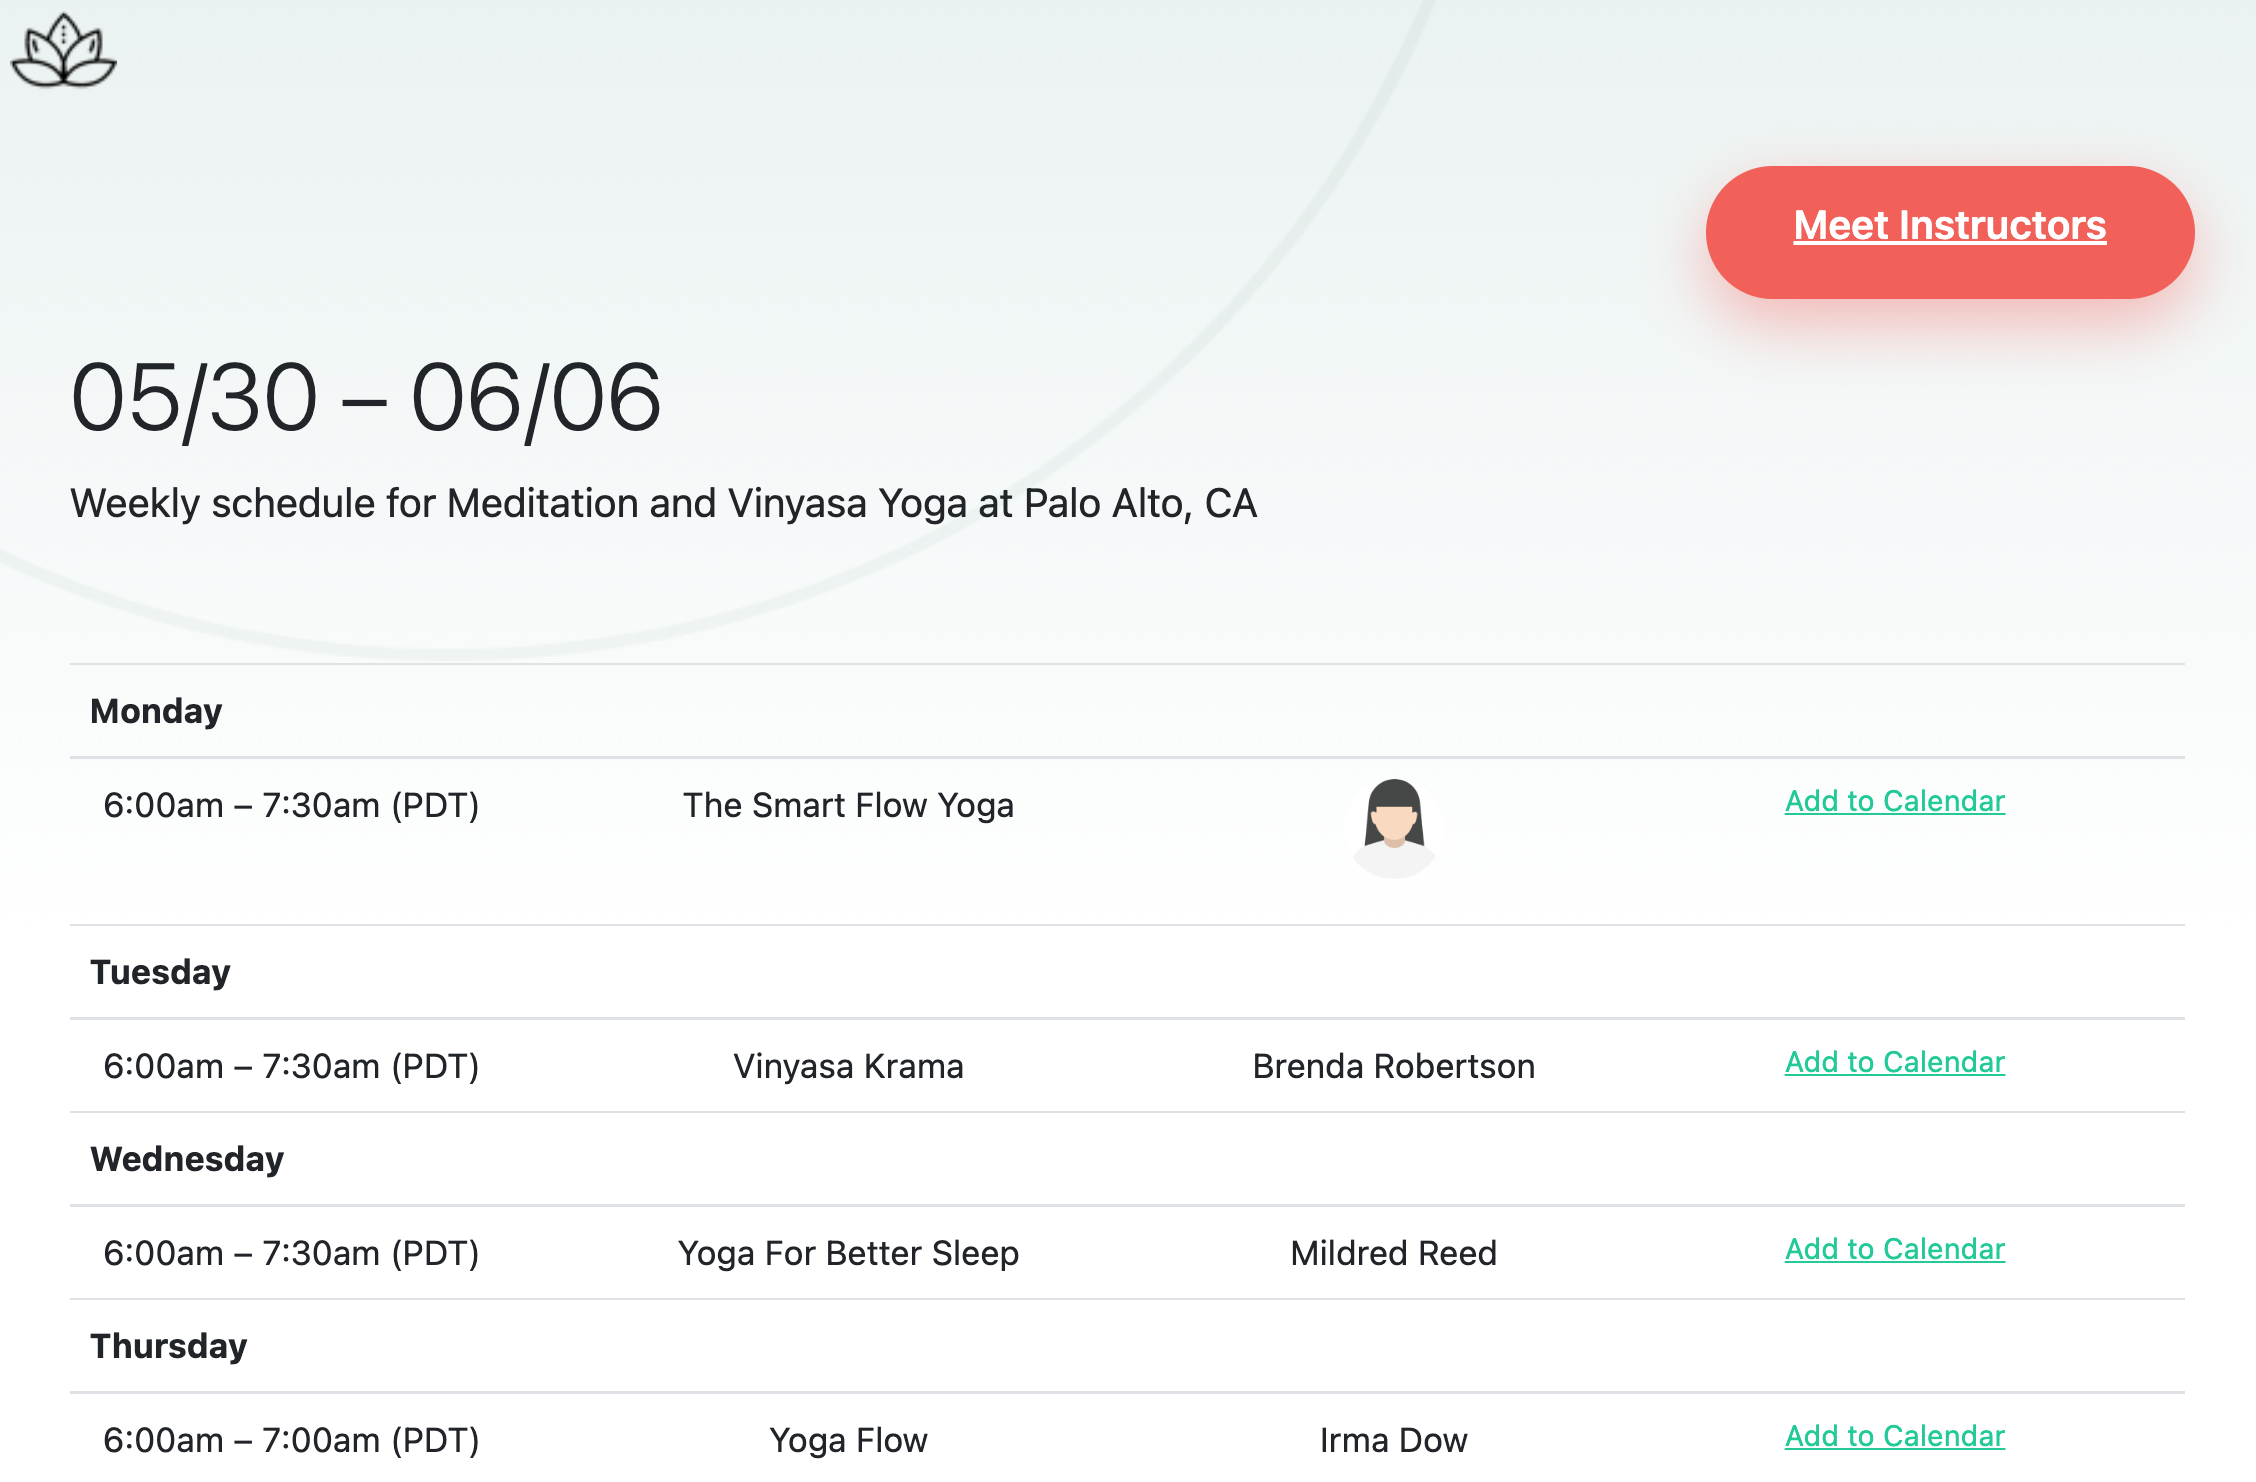 Meet Instructors
05/30 – 06/06
Weekly schedule for Meditation and Vinyasa Yoga at Palo Alto, CA
Monday
6:00am – 7:30am (PDT) The Smart Flow Yoga Add to Calendar
Tuesday
6:00am – 7:30am (PDT) Vinyasa Krama Brenda Robertson Add to Calendar
Wednesday
6:00am – 7:30am (PDT) Yoga For Better Sleep Mildred Reed Add to Calendar
Thursday
6:00am – 7:00am (PDT) Yoga Flow Irma Dow Add to Calendar